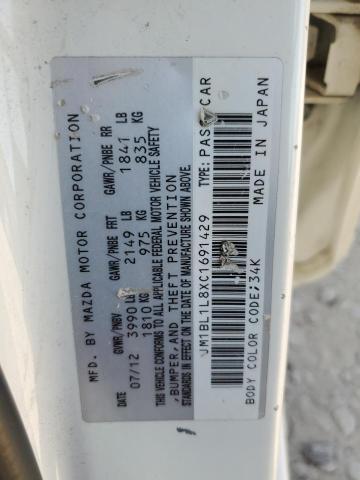 MFD. BY MAZDA MOTOR CORPORATION
GVWR/PNBV GAWR/PNBE FRT GAWR/PNBE RR
07/12 3990 LB 2149 LB 1841 LB
1810 KG 975 KG 835 KG
THIS VEHICLE CONFORMS TO ALL APPLICABLE FEDERAL MOTOR VEHICLE SAFETY
,BUMPER, AND THEFT PREVENTION
STANDARDS IN EFFECT ON THE DATE OF MANUFACTURE SHOWN ABOVE.
JM1BL1L8XC1691429 TYPE: PASS CAR
BODY COLOR CODE;34K MADE IN JAPAN